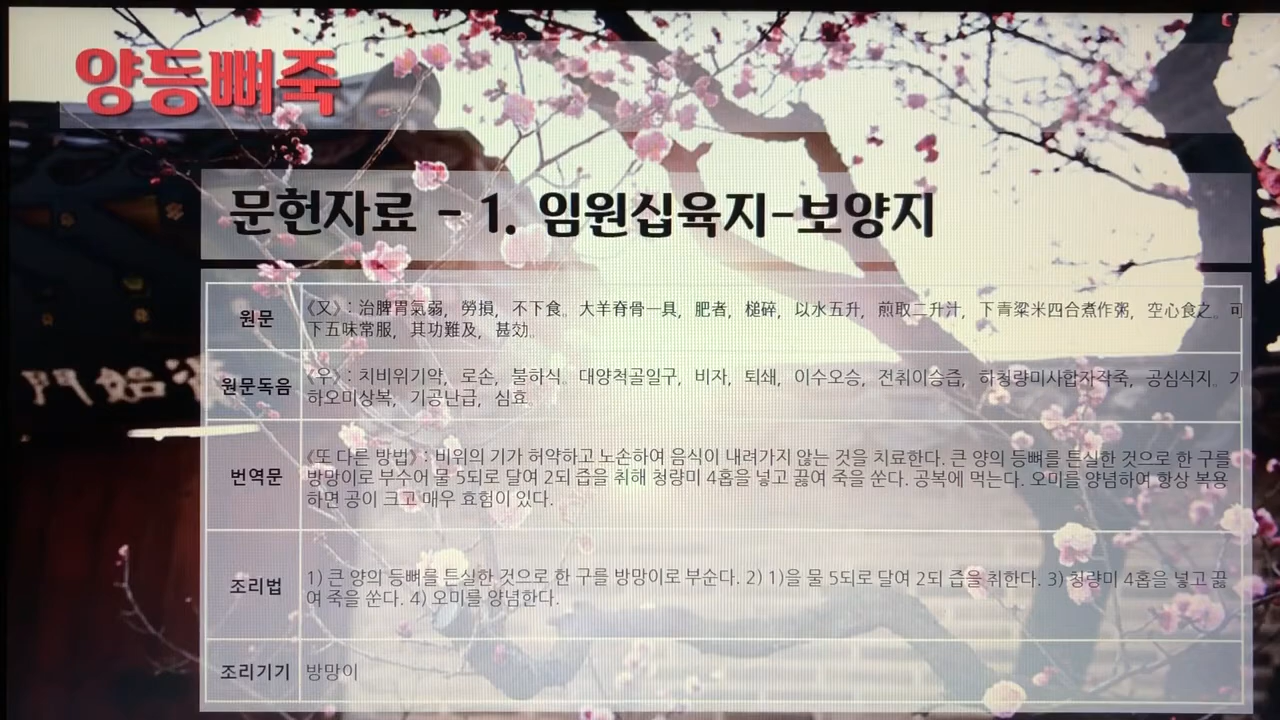 양등뼈죽
문헌자료 - 1. 임원십육지-보양지
원문
《又》: 治脾胃氣弱, 勞損, 不下食。大羊脊骨一具, 肥者, 槌碎, 以水五升, 煎取二升汁, 下青粱米四合煮作粥, 空心食之。可
下五味常服, 其功難及, 甚効。
원문독음
《우》: 치비위기약, 로손, 불하식。대양척골일구, 비자, 퇴쇄, 이수오승, 전취이승즙, 하청량미사합자작죽, 공심식지。가
하오미상복, 기공난급, 심효。
번역문
《또 다른 방법》: 비위의 기가 허약하고 노손하여 음식이 내려가지 않는 것을 치료한다. 큰 양의 등뼈를 튼실한 것으로 한 구를
방망이로 부수어 물 5되로 달여 2되 즙을 취해 청량미 4홉을 넣고 끓여 죽을 쑨다. 공복에 먹는다. 오미를 양념하여 항상 복용
하면 공이 크고 매우 효험이 있다.
조리법
1) 큰 양의 등뼈를 튼실한 것으로 한 구를 방망이로 부순다. 2) 1)을 물 5되로 달여 2되 즙을 취한다. 3) 청량미 4홉을 넣고 끓
여 죽을 쑨다. 4) 오미를 양념한다.
조리기기
방망이
門始